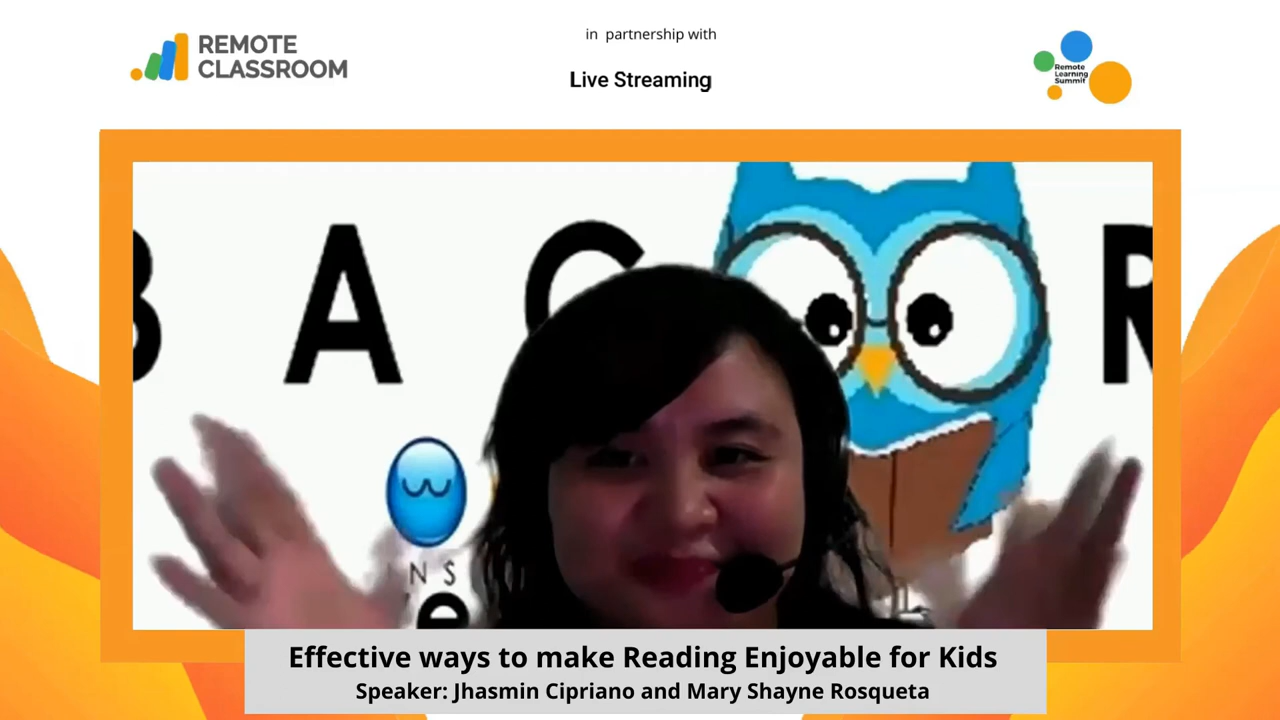 REMOTE
CLASSROOM
in partnership with
Live Streaming
Remote
Learning
Summit
B A C R
N S
e
Effective ways to make Reading Enjoyable for Kids
Speaker: Jhasmin Cipriano and Mary Shayne Rosqueta